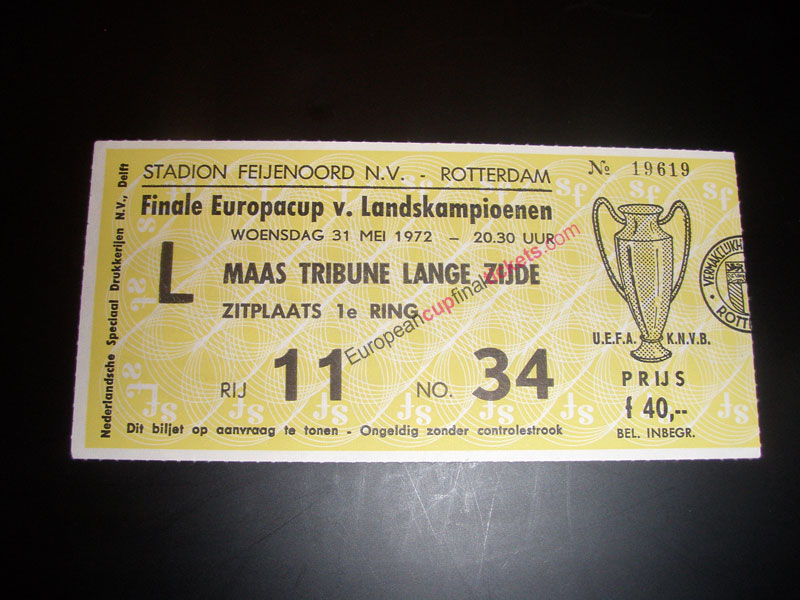 STADION FEIJENOORD N.V. - ROTTERDAM
No 19619
Finale Europacup v. Landskampioenen
WOENSDAG 31 MEI 1972 - 20.30 UUR
L MAAS TRIBUNE LANGE ZIJDE
ZITPLAATS 1e RING
RIJ 11 NO. 34
U.E.F.A. K.N.V.B.
PRIJS
f 40,--
BEL. INBEGR.
Dit biljet op aanvraag te tonen - Ongeldig zonder controlestrook
Nederlandsche Speciaal Drukkerijen N.V., Delft
Europeancupfinaltickets.com